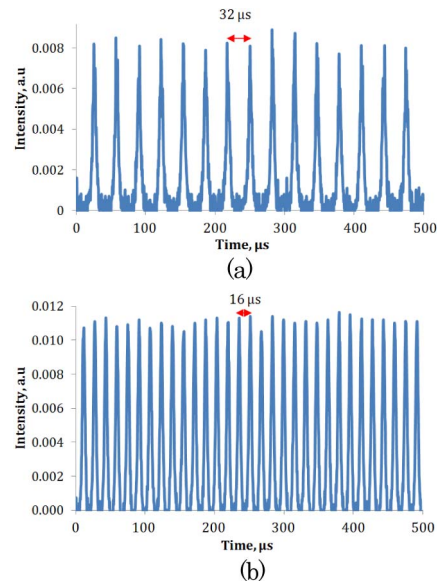 32 µs
0.008
0.006
0.004
0.002
0
Intensity, a.u
0 100 200 300 400 500
Time, µs
(a)
16 µs
0.012
0.010
0.008
0.006
0.004
0.002
0.000
Intensity, a.u
0 100 200 300 400 500
Time, µs
(b)